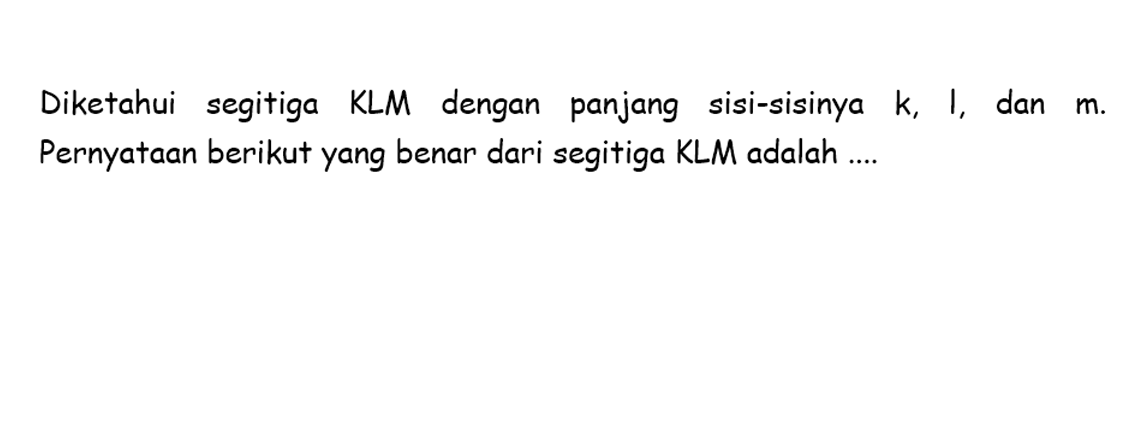 Diketahui segitiga KLM dengan panjang sisi-sisinya k, l, dan m.
Pernyataan berikut yang benar dari segitiga KLM adalah ....